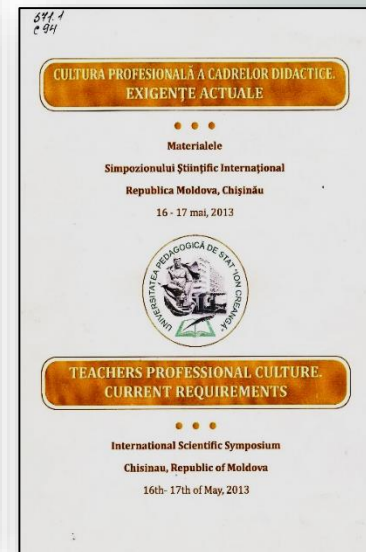 371.1
C 94
CULTURA PROFESIONALĂ A CADRELOR DIDACTICE.
EXIGENȚE ACTUALE
Materialele
Simpozionului Științific Internațional
Republica Moldova, Chișinău
16 - 17 mai, 2013
UNIVERSITATEA PEDAGOGICĂ DE STAT "ION CREANGĂ"
TEACHERS PROFESSIONAL CULTURE.
CURRENT REQUIREMENTS
International Scientific Symposium
Chisinau, Republic of Moldova
16th- 17th of May, 2013